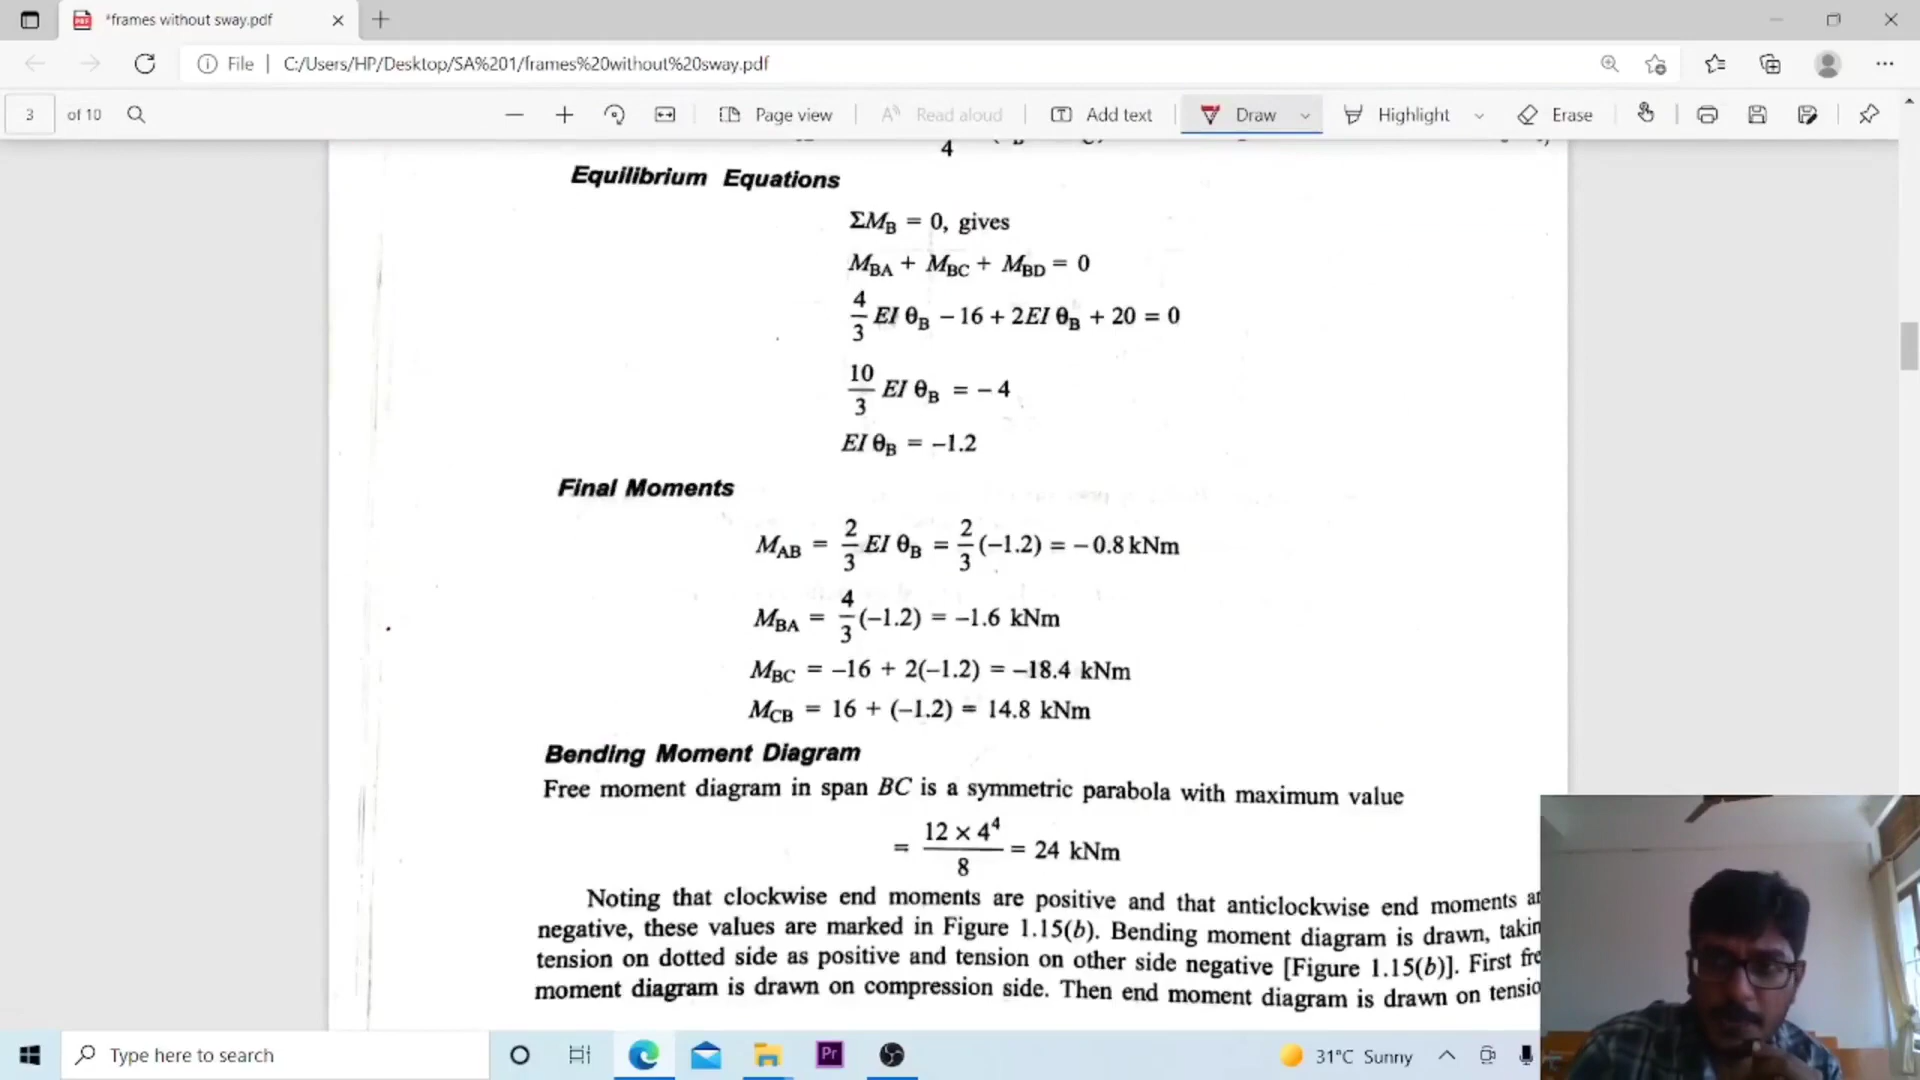 *frames without sway.pdf
File | C:/Users/HP/Desktop/SA%201/frames%20without%20sway.pdf
3 of 10 Page view Read aloud Add text Draw Highlight Erase
4
Equilibrium Equations
ΣM_B = 0, gives
M_BA + M_BC + M_BD = 0
4/3 EI θ_B − 16 + 2EI θ_B + 20 = 0
10/3 EI θ_B = − 4
EI θ_B = −1.2
Final Moments
M_AB = 2/3 EI θ_B = 2/3 (−1.2) = − 0.8 kNm
M_BA = 4/3 (−1.2) = −1.6 kNm
M_BC = −16 + 2(−1.2) = −18.4 kNm
M_CB = 16 + (−1.2) = 14.8 kNm
Bending Moment Diagram
Free moment diagram in span BC is a symmetric parabola with maximum value
= 12 × 4⁴ / 8 = 24 kNm
Noting that clockwise end moments are positive and that anticlockwise end moments
negative, these values are marked in Figure 1.15(b). Bending moment diagram is drawn,
tension on dotted side as positive and tension on other side negative [Figure 1.15(b)]. First
moment diagram is drawn on compression side. Then end moment diagram is drawn on
Type here to search
Pr
31°C Sunny